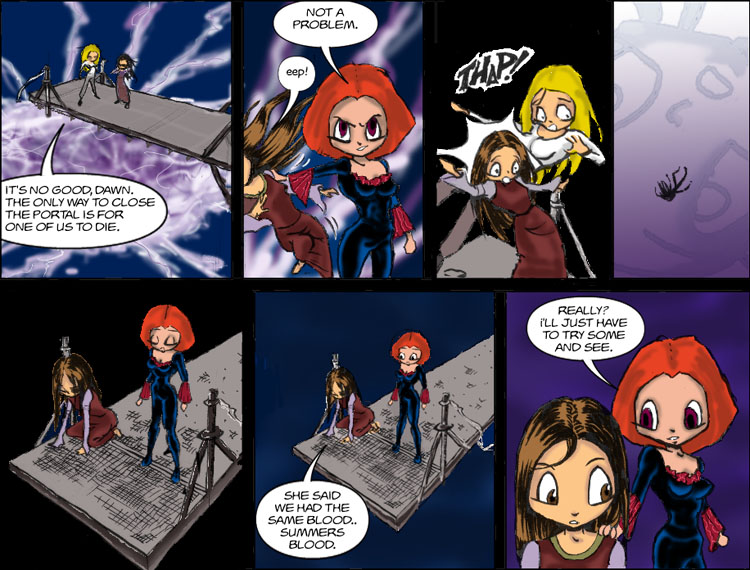 IT'S NO GOOD, DAWN.
THE ONLY WAY TO CLOSE
THE PORTAL IS FOR
ONE OF US TO DIE.
NOT A
PROBLEM.
eep!
THAP!
SHE SAID
WE HAD THE
SAME BLOOD..
SUMMERS
BLOOD.
REALLY?
i'LL JUST HAVE
TO TRY SOME
AND SEE.